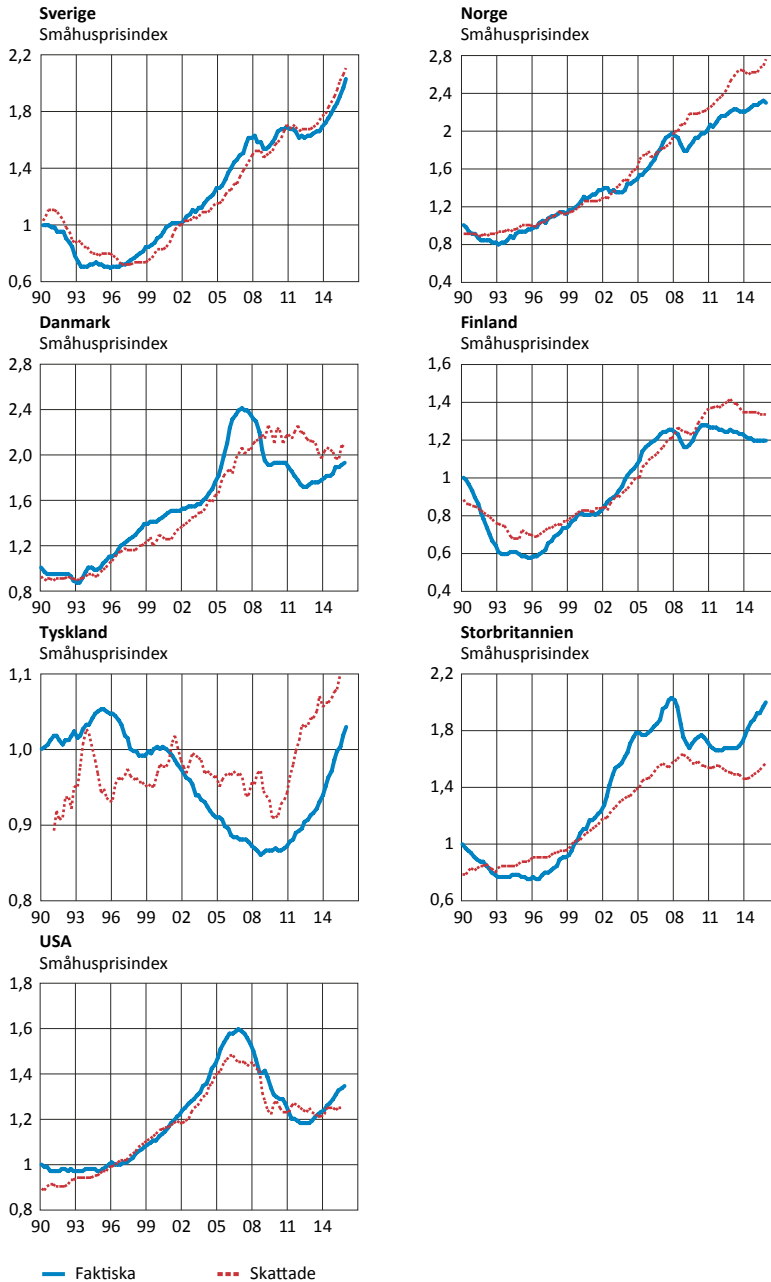 Sverige
Småhusprisindex
2,2
1,8
1,4
1
0,6
90 93 96 99 02 05 08 11 14
Norge
Småhusprisindex
2,8
2,4
2
1,6
1,2
0,8
0,4
90 93 96 99 02 05 08 11 14
Danmark
Småhusprisindex
2,8
2,4
2,0
1,6
1,2
0,8
90 93 96 99 02 05 08 11 14
Finland
Småhusprisindex
1,6
1,4
1,2
1
0,8
0,6
0,4
90 93 96 99 02 05 08 11 14
Tyskland
Småhusprisindex
1,1
1,0
0,9
0,8
90 93 96 99 02 05 08 11 14
Storbritannien
Småhusprisindex
2,2
1,8
1,4
1
0,6
90 93 96 99 02 05 08 11 14
USA
Småhusprisindex
1,8
1,6
1,4
1,2
1
0,8
90 93 96 99 02 05 08 11 14
Faktiska Skattade